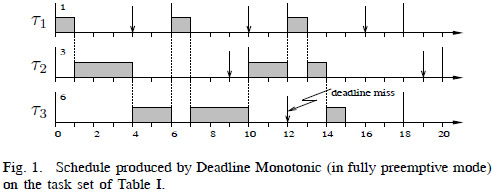 τ1
1
τ2
3
deadline miss
τ3
6
0 2 4 6 8 10 12 14 16 18 20
Fig. 1. Schedule produced by Deadline Monotonic (in fully preemptive mode)
on the task set of Table I.